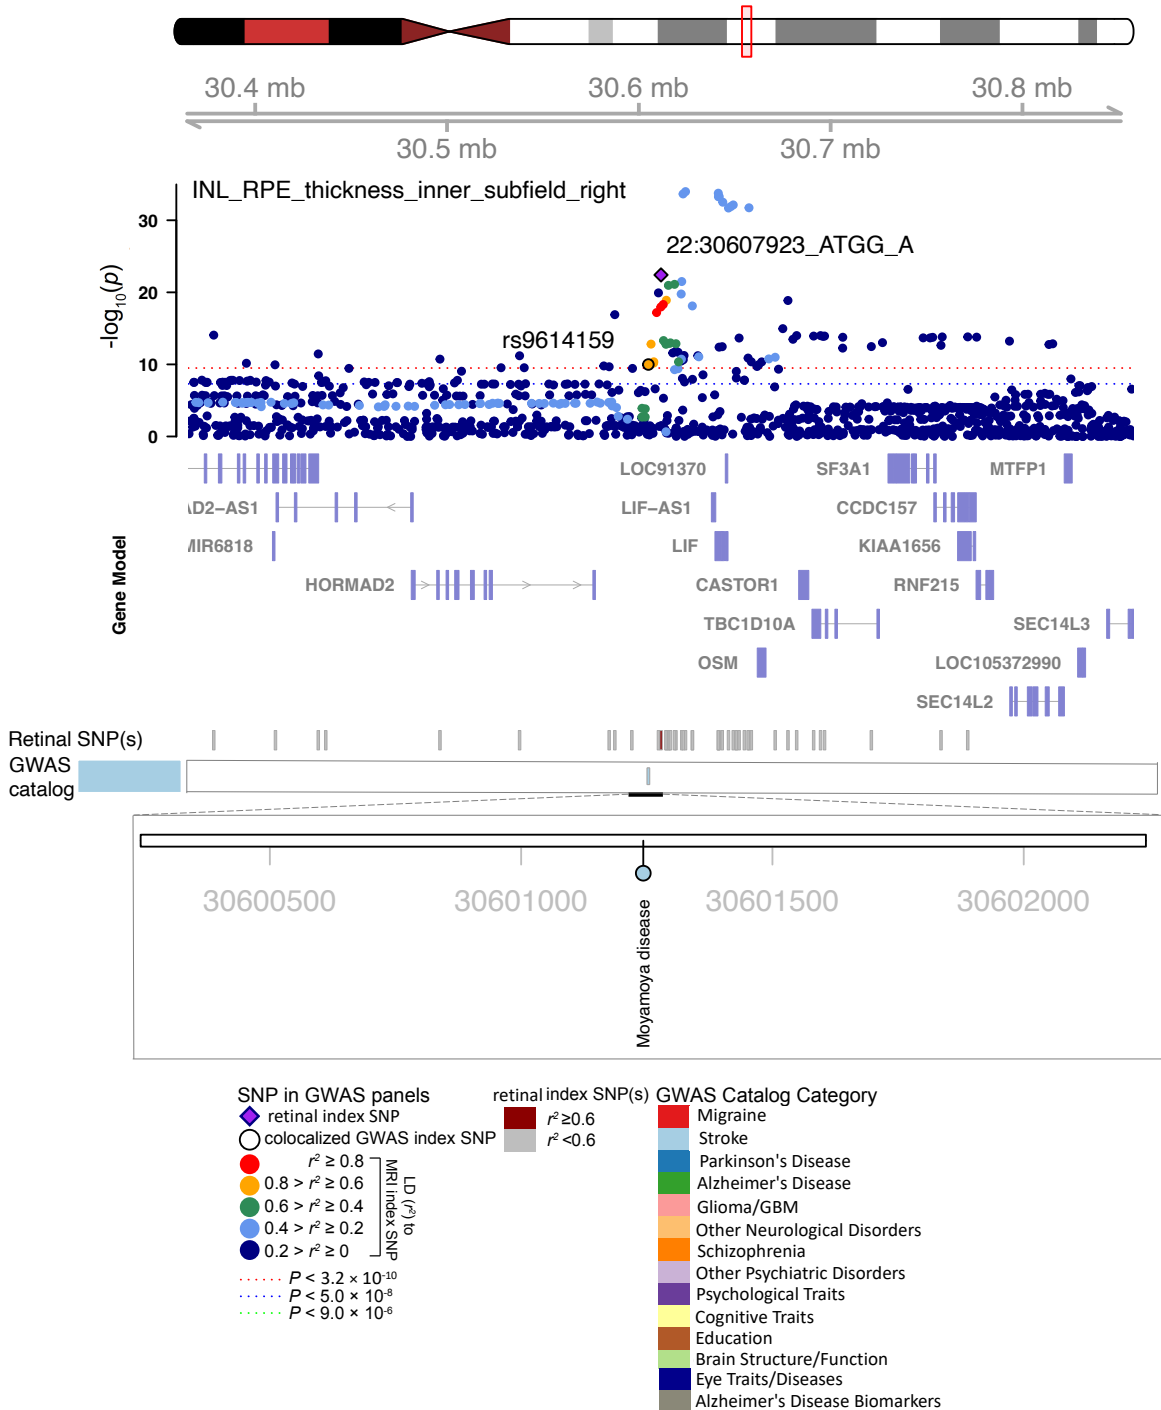 30.4 mb
30.6 mb
30.8 mb
30.5 mb
30.7 mb
INL_RPE_thickness_inner_subfield_right
22:30607923_ATGG_A
rs9614159
-log10(p)
30
20
10
0
Gene Model
LOC91370
SF3A1
MTFP1
\D2−AS1
LIF−AS1
CCDC157
MIR6818
LIF
KIAA1656
HORMAD2
CASTOR1
RNF215
TBC1D10A
SEC14L3
OSM
LOC105372990
SEC14L2
Retinal SNP(s)
GWAS
catalog
30600500
30601000
30601500
30602000
Moyamoya disease
SNP in GWAS panels
retinal index SNP
colocalized GWAS index SNP
r² ≥ 0.8
0.8 > r² ≥ 0.6
0.6 > r² ≥ 0.4
0.4 > r² ≥ 0.2
0.2 > r² ≥ 0
LD (r²) to
MRI index SNP
P < 3.2 × 10⁻¹⁰
P < 5.0 × 10⁻⁸
P < 9.0 × 10⁻⁶
retinal index SNP(s)
r² ≥0.6
r² <0.6
GWAS Catalog Category
Migraine
Stroke
Parkinson's Disease
Alzheimer's Disease
Glioma/GBM
Other Neurological Disorders
Schizophrenia
Other Psychiatric Disorders
Psychological Traits
Cognitive Traits
Education
Brain Structure/Function
Eye Traits/Diseases
Alzheimer's Disease Biomarkers